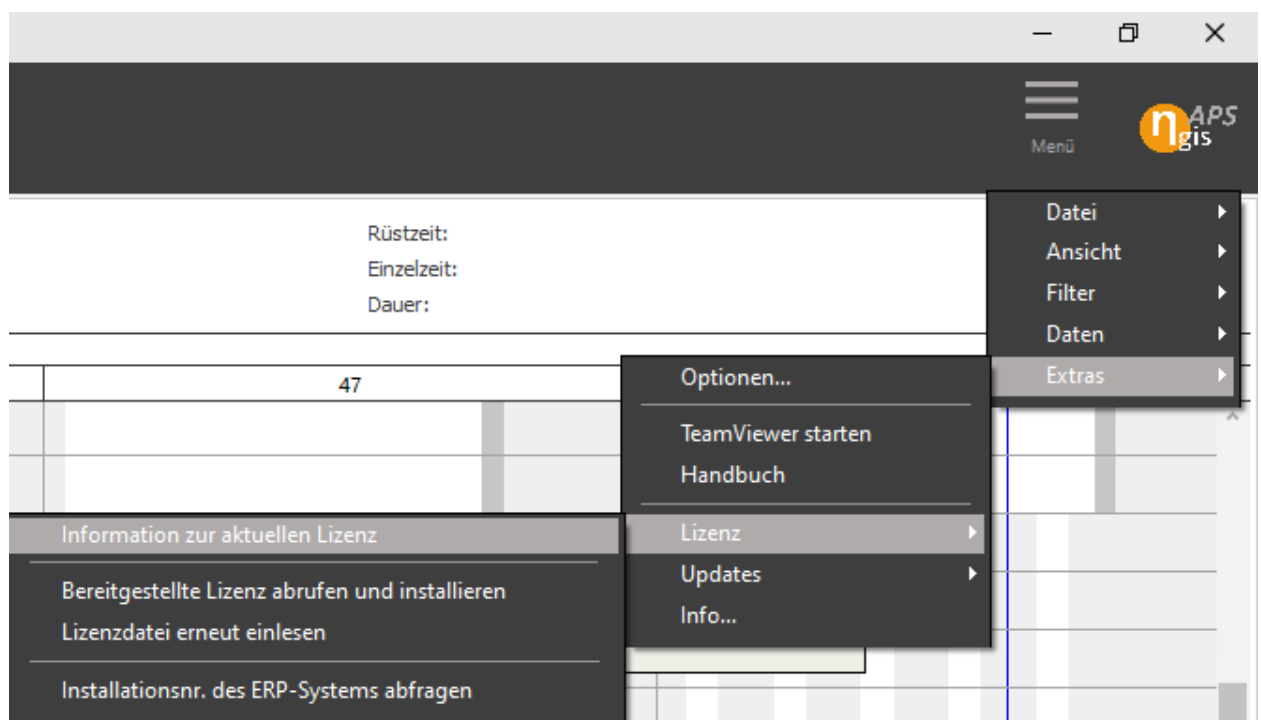 Menü
n
gis
APS
Rüstzeit:
Einzelzeit:
Dauer:
47
Datei
Ansicht
Filter
Daten
Extras
Optionen...
TeamViewer starten
Handbuch
Lizenz
Updates
Info...
Information zur aktuellen Lizenz
Bereitgestellte Lizenz abrufen und installieren
Lizenzdatei erneut einlesen
Installationsnr. des ERP-Systems abfragen